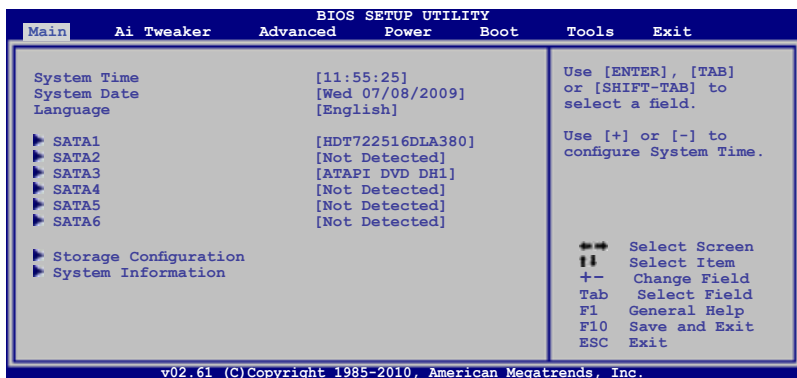 BIOS SETUP UTILITY
Main Ai Tweaker Advanced Power Boot Tools Exit
System Time [11:55:25]
System Date [Wed 07/08/2009]
Language [English]
SATA1 [HDT722516DLA380]
SATA2 [Not Detected]
SATA3 [ATAPI DVD DH1]
SATA4 [Not Detected]
SATA5 [Not Detected]
SATA6 [Not Detected]
Storage Configuration
System Information
Use [ENTER], [TAB]
or [SHIFT-TAB] to
select a field.
Use [+] or [-] to
configure System Time.
←→ Select Screen
↑↓ Select Item
+- Change Field
Tab Select Field
F1 General Help
F10 Save and Exit
ESC Exit
v02.61 (C)Copyright 1985-2010, American Megatrends, Inc.